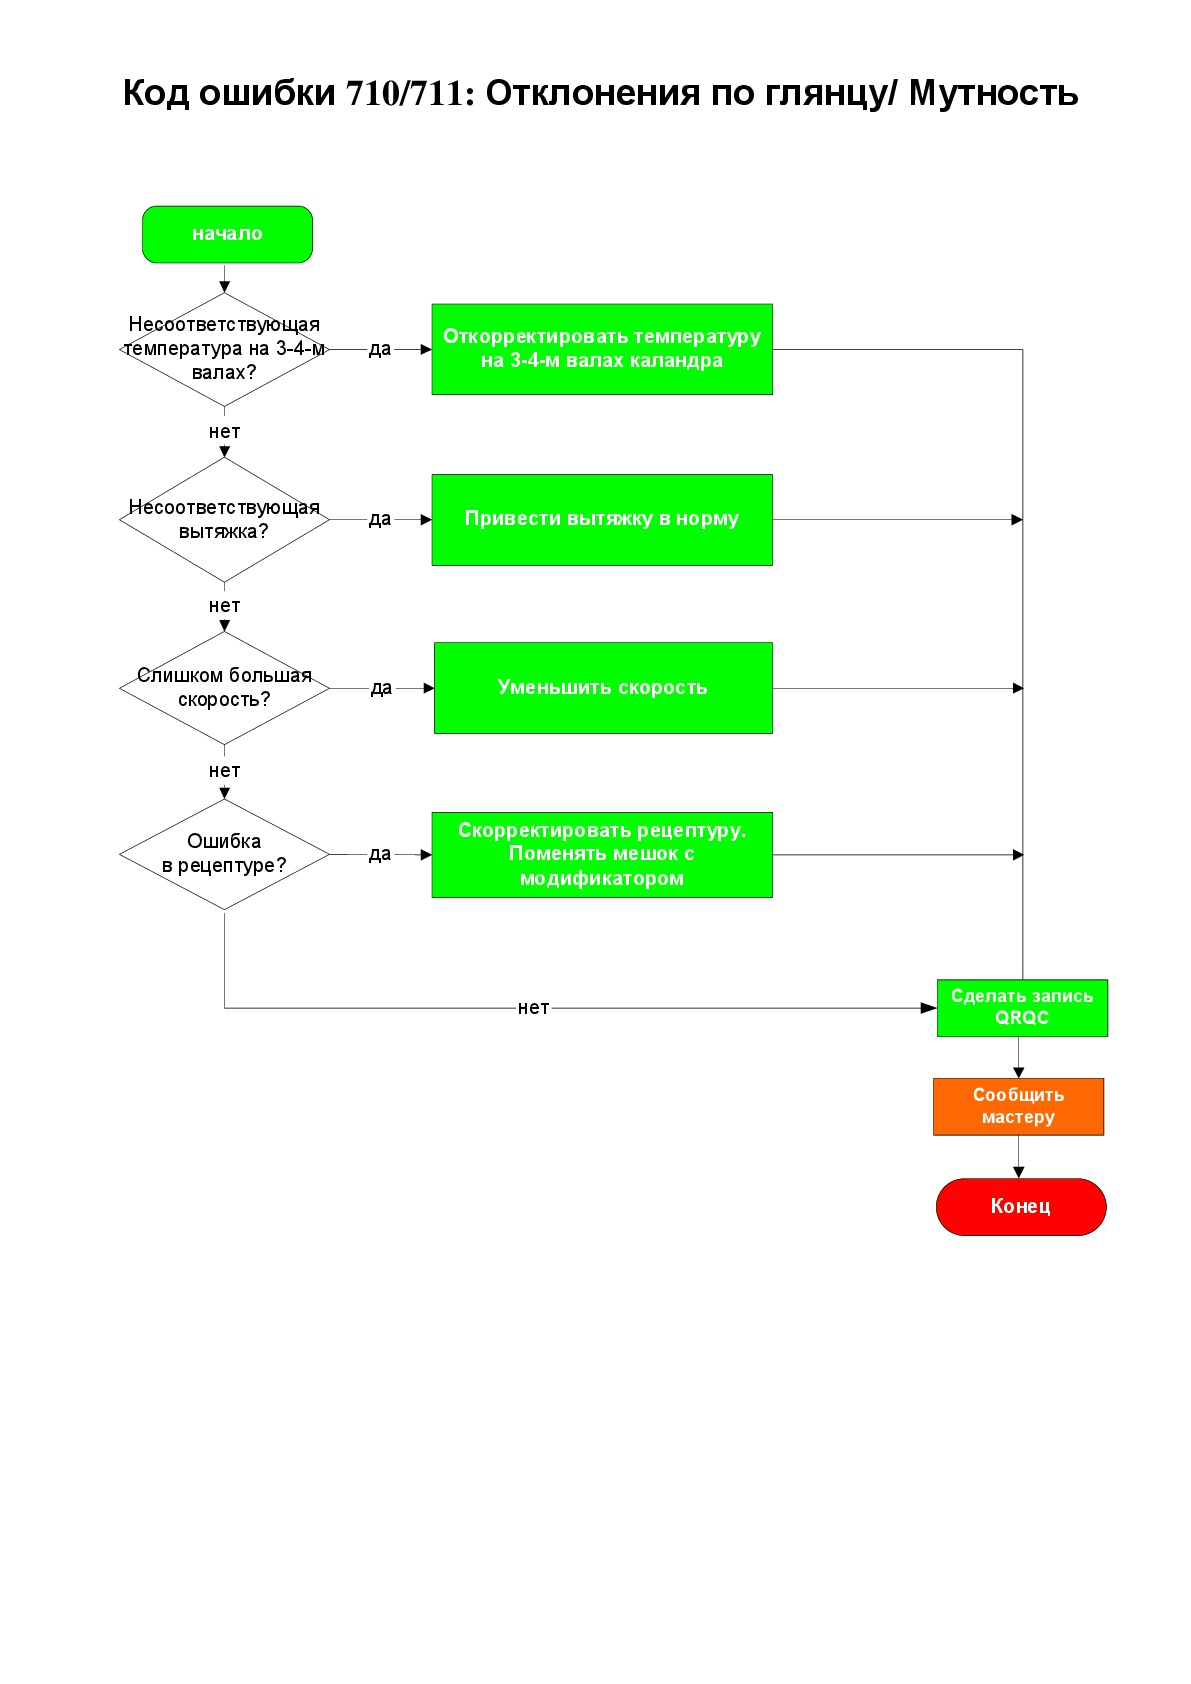 Код ошибки 710/711: Отклонения по глянцу/ Мутность
начало
Несоответствующая
температура на 3-4-м
валах?
да
Откорректировать температуру
на 3-4-м валах каландра
нет
Несоответствующая
вытяжка?
да
Привести вытяжку в норму
нет
Слишком большая
скорость?
да
Уменьшить скорость
нет
Ошибка
в рецептуре?
да
Скорректировать рецептуру.
Поменять мешок с
модификатором
нет
Сделать запись
QRQC
Сообщить
мастеру
Конец